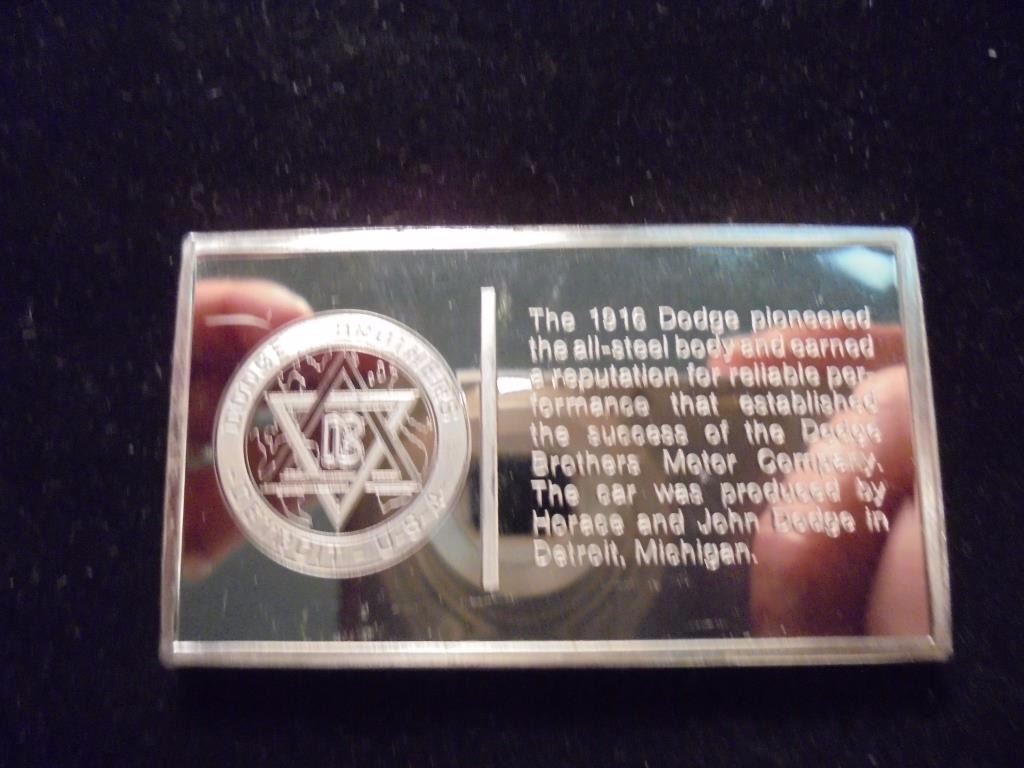 DODGE BROTHERS
DETROIT - U.S.A.
DB
The 1916 Dodge pioneered
the all-steel body and earned
a reputation for reliable per-
formance that established
the success of the Dodge
Brothers Motor Company.
The car was produced by
Horace and John Dodge in
Detroit, Michigan.